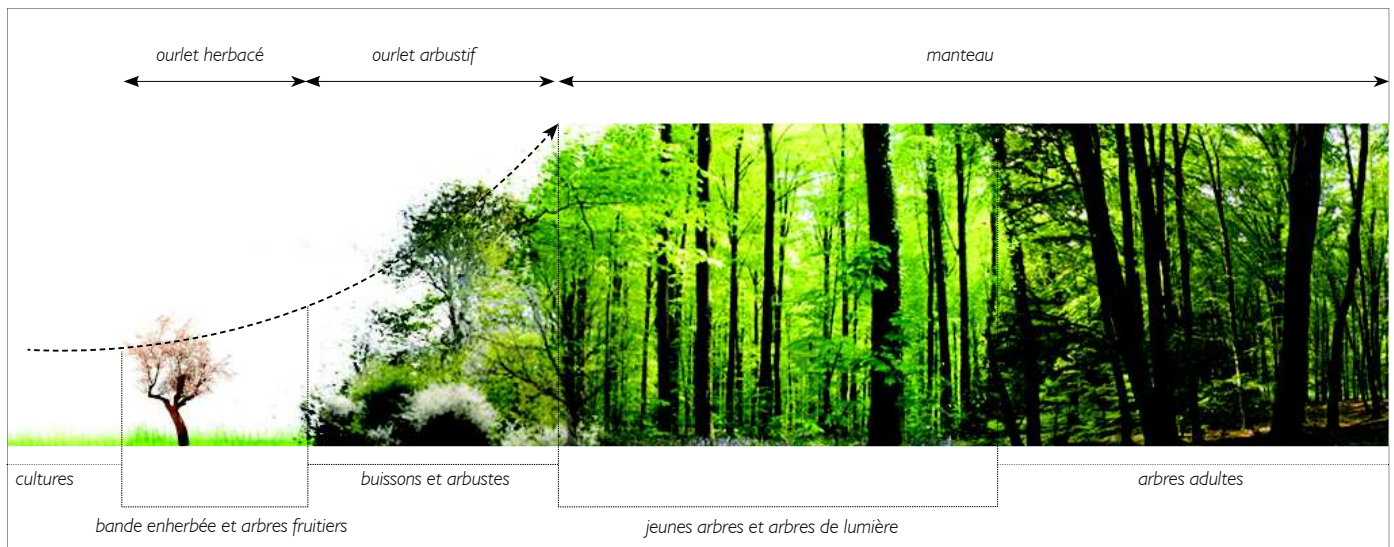 ourlet herbacé
ourlet arbustif
manteau
cultures
buissons et arbustes
arbres adultes
bande enherbée et arbres fruitiers
jeunes arbres et arbres de lumière